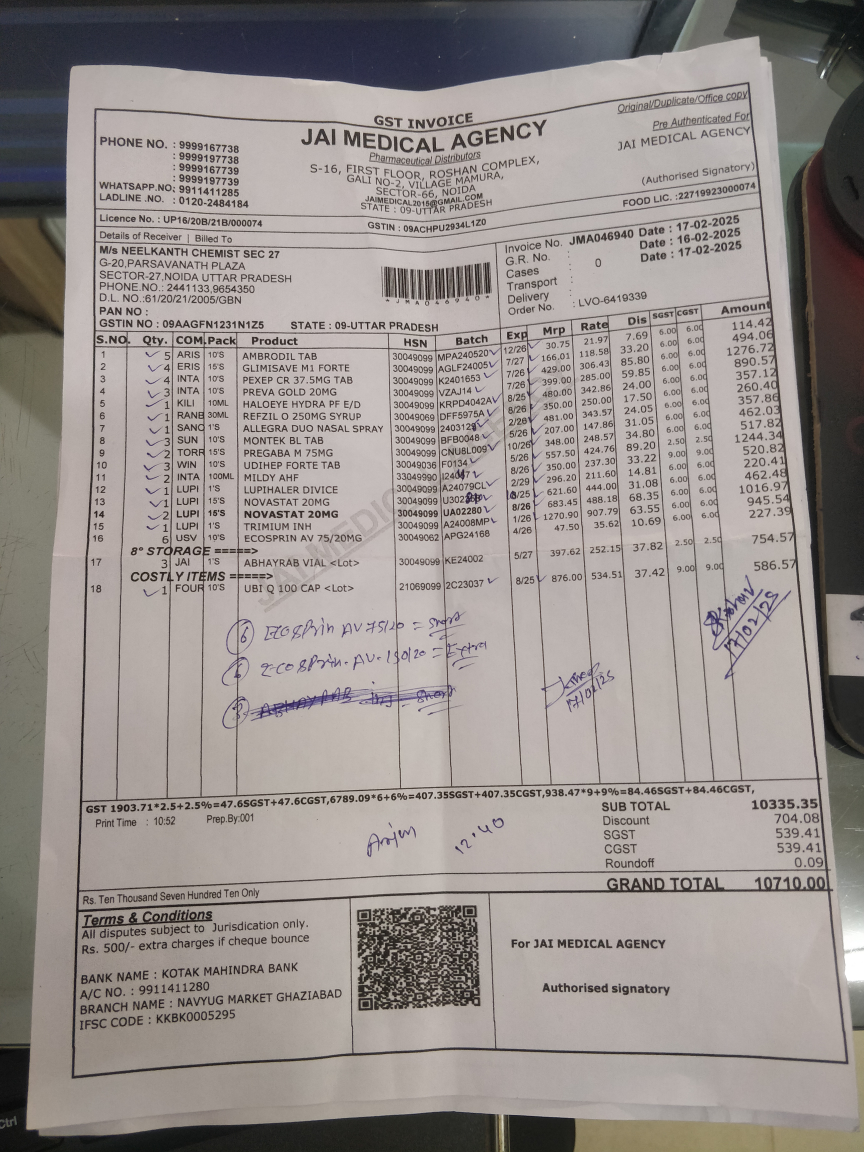 Original/Duplicate/Office copy
GST INVOICE
Pre Authenticated For
JAI MEDICAL AGENCY
JAI MEDICAL AGENCY
Pharmaceutical Distributors
S-16, FIRST FLOOR, ROSHAN COMPLEX,
GALI NO-2, VILLAGE MAMURA,
SECTOR-66, NOIDA
JAIMEDICAL2015@GMAIL.COM
STATE : 09-UTTAR PRADESH
PHONE NO. : 9999167738
: 9999197738
: 9999167739
: 9999197739
WHATSAPP.NO: 9911411285
LADLINE .NO : 0120-2484184
(Authorised Signatory)
FOOD LIC. :22719923000074
Licence No. : UP16/20B/21B/000074
GSTIN : 09ACHPU2934L1Z0
Details of Receiver | Billed To
M/s NEELKANTH CHEMIST SEC 27
G-20,PARSAVANATH PLAZA
SECTOR-27,NOIDA UTTAR PRADESH
PHONE.NO.: 2441133,9654350
D.L. NO.:61/20/21/2005/GBN
PAN NO :
GSTIN NO : 09AAGFN1231N1Z5 STATE : 09-UTTAR PRADESH
*JMA046940*
Invoice No. JMA046940 Date : 17-02-2025
G.R. No. : Date : 16-02-2025
Cases : 0 Date : 17-02-2025
Transport :
Delivery
Order No. : LVO-6419339
S.NO. Qty. COM. Pack Product HSN Batch Exp Mrp Rate Dis SGST CGST Amount
1 5 ARIS 10'S AMBRODIL TAB 30049099 MPA240520 12/26 30.75 21.97 7.69 6.00 6.00 114.42
2 4 ERIS 15'S GLIMISAVE M1 FORTE 30049099 AGLF24005 7/27 166.01 118.58 33.20 6.00 6.00 494.06
3 4 INTA 10'S PEXEP CR 37.5MG TAB 30049099 K2401653 7/26 429.00 306.43 85.80 6.00 6.00 1276.72
4 3 INTA 10'S PREVA GOLD 20MG 30049099 VZAJ14 7/26 399.00 285.00 59.85 6.00 6.00 890.57
5 1 KILI 10ML HALOEYE HYDRA PF E/D 30049099 KRPD4042AV 8/25 480.00 342.86 24.00 6.00 6.00 357.12
6 1 RANB 30ML REFZIL O 250MG SYRUP 30049069 DFF5975A 8/26 350.00 250.00 17.50 6.00 6.00 260.40
7 1 SANO 1'S ALLEGRA DUO NASAL SPRAY 30049099 2/28 481.00 343.57 24.05 6.00 6.00 357.86
8 3 SUN 10'S MONTEK BL TAB 30049099 BFB0048 5/26 207.00 147.86 31.05 6.00 6.00 462.03
9 2 TORR 15'S PREGABA M 75MG 30049099 CNU6L009 10/26 348.00 248.57 34.80 6.00 6.00 517.82
10 3 WIN 10'S UDIHEP FORTE TAB 30049036 F0134 5/26 557.50 424.76 89.20 2.50 2.50 1244.34
11 2 INTA 100ML MILDY AHF 33049990 8/26 350.00 237.30 33.22 9.00 9.00 520.82
12 1 LUPI 1'S LUPIHALER DIVICE 30049099 A24079CL 2/29 296.20 211.60 14.81 6.00 6.00 220.41
13 1 LUPI 15'S NOVASTAT 20MG 30049099 10/25 621.60 444.00 31.08 6.00 6.00 462.48
14 2 LUPI 15'S NOVASTAT 20MG 30049099 UA02280 8/26 683.45 488.18 68.35 6.00 6.00 1016.97
15 1 LUPI 1'S TRIMIUM INH 30049099 A24008MP 1/26 1270.90 907.79 63.55 6.00 6.00 945.54
16 6 USV 10'S ECOSPRIN AV 75/20MG 30049062 APG24168 4/26 47.50 35.62 10.69 6.00 6.00 227.39
8° STORAGE ====>
17 3 JAI 1'S ABHAYRAB VIAL <Lot> 30049099 KE24002 5/27 397.62 252.15 37.82 2.50 2.50 754.57
COSTLY ITEMS ====>
18 1 FOUR 10'S UBI Q 100 CAP <Lot> 21069099 2C23037 8/25 876.00 534.51 37.42 9.00 9.00 586.57
6 Ecosprin AV 75/20 = Short
6 Ecosprin-AV-150/20 = Extra
3 ABHAYRAB Inj = Short
17/02/25
17/02/25
GST 1903.71*2.5+2.5%=47.6SGST+47.6CGST,6789.09*6+6%=407.35SGST+407.35CGST,938.47*9+9%=84.46SGST+84.46CGST,
Print Time : 10:52 Prep.By:001
Arjun 12:40
SUB TOTAL 10335.35
Discount 704.08
SGST 539.41
CGST 539.41
Roundoff 0.09
GRAND TOTAL 10710.00
Rs. Ten Thousand Seven Hundred Ten Only
Terms & Conditions
All disputes subject to Jurisdication only.
Rs. 500/- extra charges if cheque bounce
BANK NAME : KOTAK MAHINDRA BANK
A/C NO. : 9911411280
BRANCH NAME : NAVYUG MARKET GHAZIABAD
IFSC CODE : KKBK0005295
For JAI MEDICAL AGENCY
Authorised signatory
Ctrl